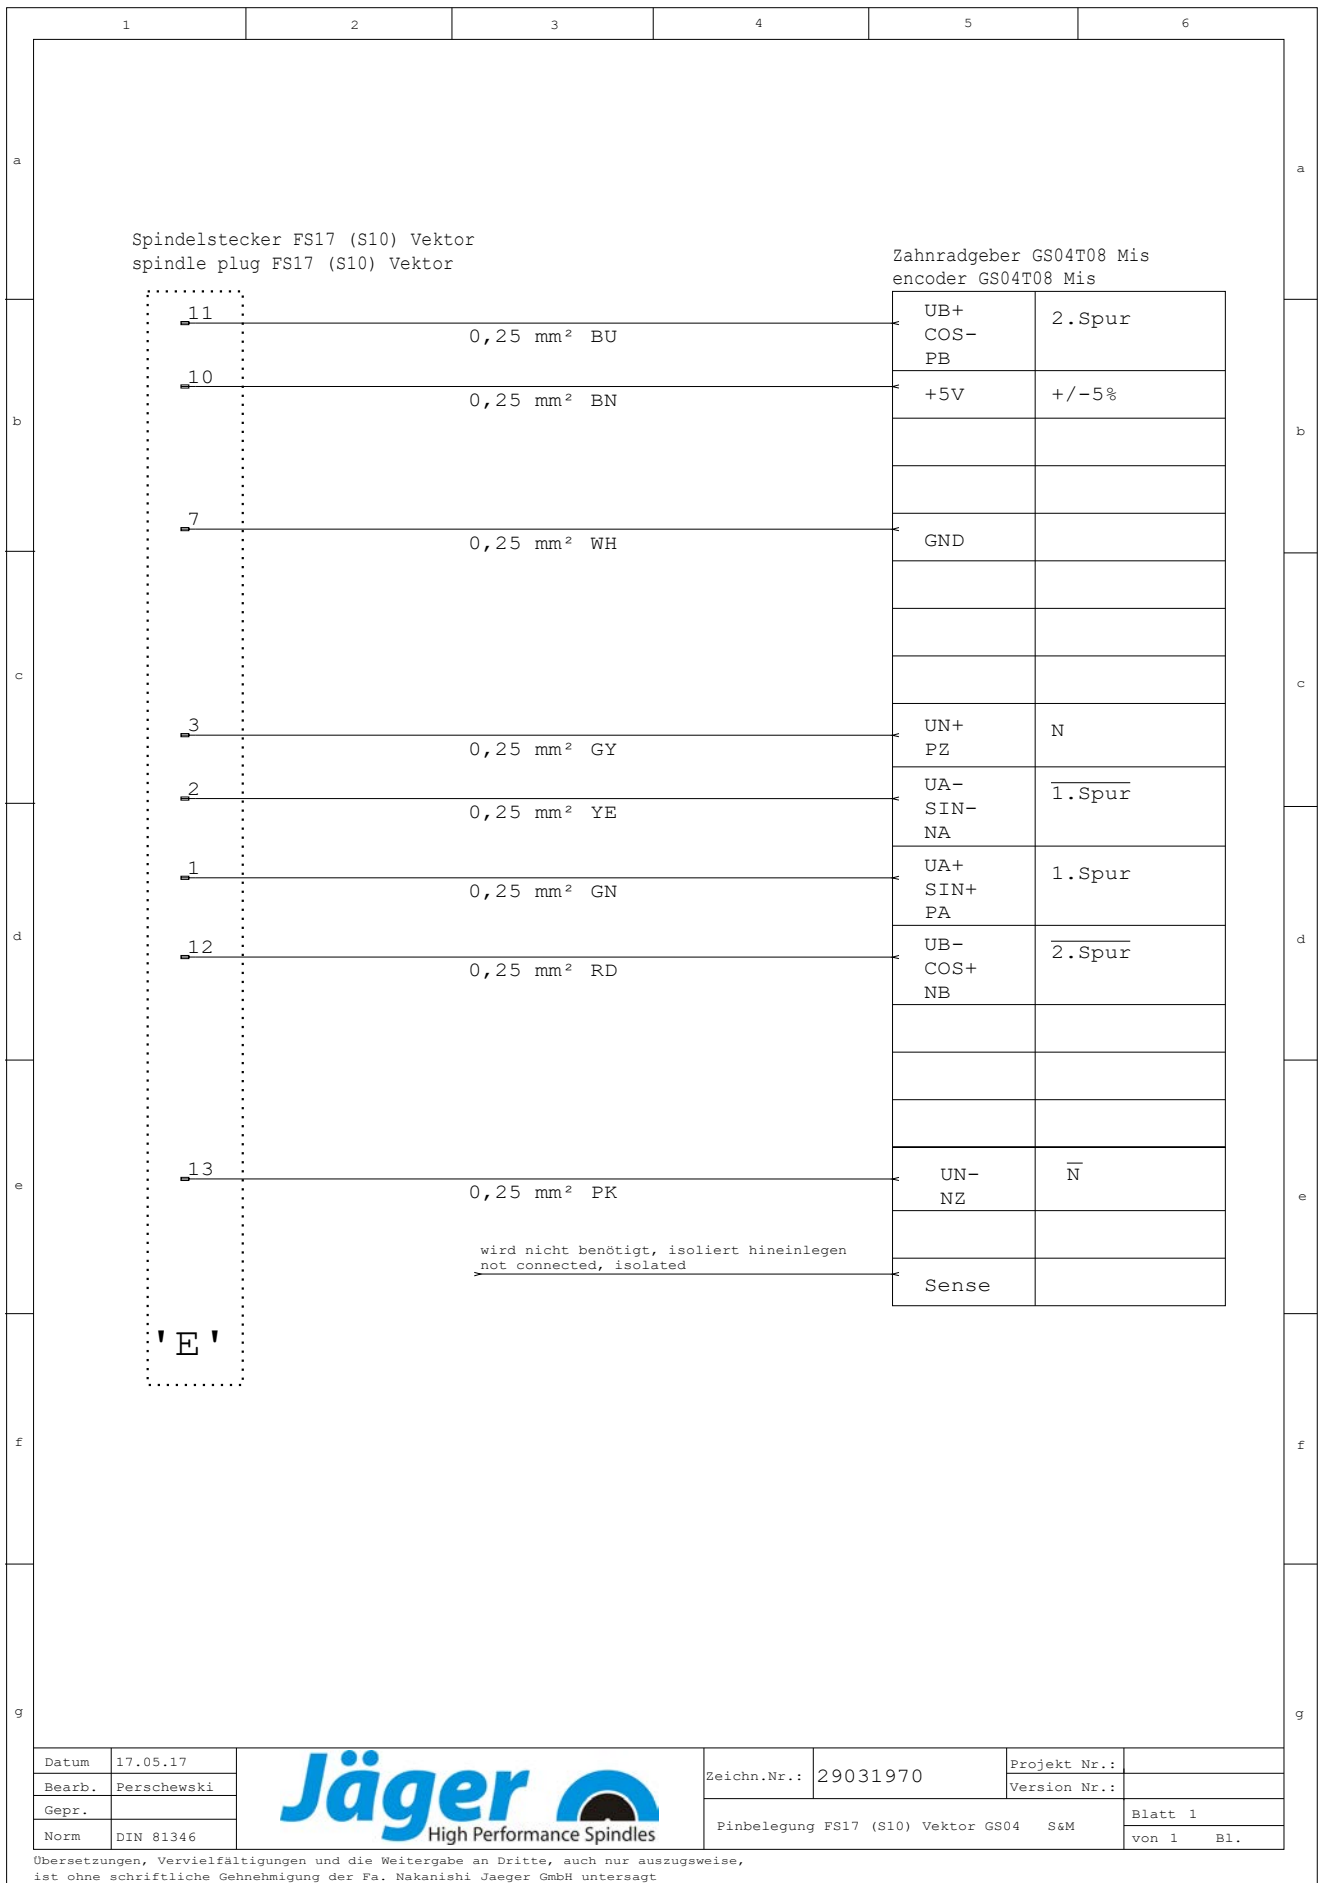 1 2 3 4 5 6
a a
Spindelstecker FS17 (S10) Vektor
spindle plug FS17 (S10) Vektor
Zahnradgeber GS04T08 Mis
encoder GS04T08 Mis
11
0,25 mm² BU
UB+
COS-
PB
2.Spur
10
0,25 mm² BN
+5V
+/-5%
b b
7
0,25 mm² WH
GND
c c
3
0,25 mm² GY
UN+
PZ
N
2
0,25 mm² YE
UA-
SIN-
NA
1.Spur
1
0,25 mm² GN
UA+
SIN+
PA
1.Spur
d d
12
0,25 mm² RD
UB-
COS+
NB
2.Spur
13
0,25 mm² PK
UN-
NZ
N
e e
wird nicht benötigt, isoliert hineinlegen
not connected, isolated
Sense
'E'
f f
g g
Datum 17.05.17
Bearb. Perschewski
Gepr.
Norm DIN 81346
Jäger
High Performance Spindles
Zeichn.Nr.: 29031970
Projekt Nr.:
Version Nr.:
Pinbelegung FS17 (S10) Vektor GS04 S&M
Blatt 1
von 1 Bl.
Übersetzungen, Vervielfältigungen und die Weitergabe an Dritte, auch nur auszugsweise,
ist ohne schriftliche Gehnehmigung der Fa. Nakanishi Jaeger GmbH untersagt